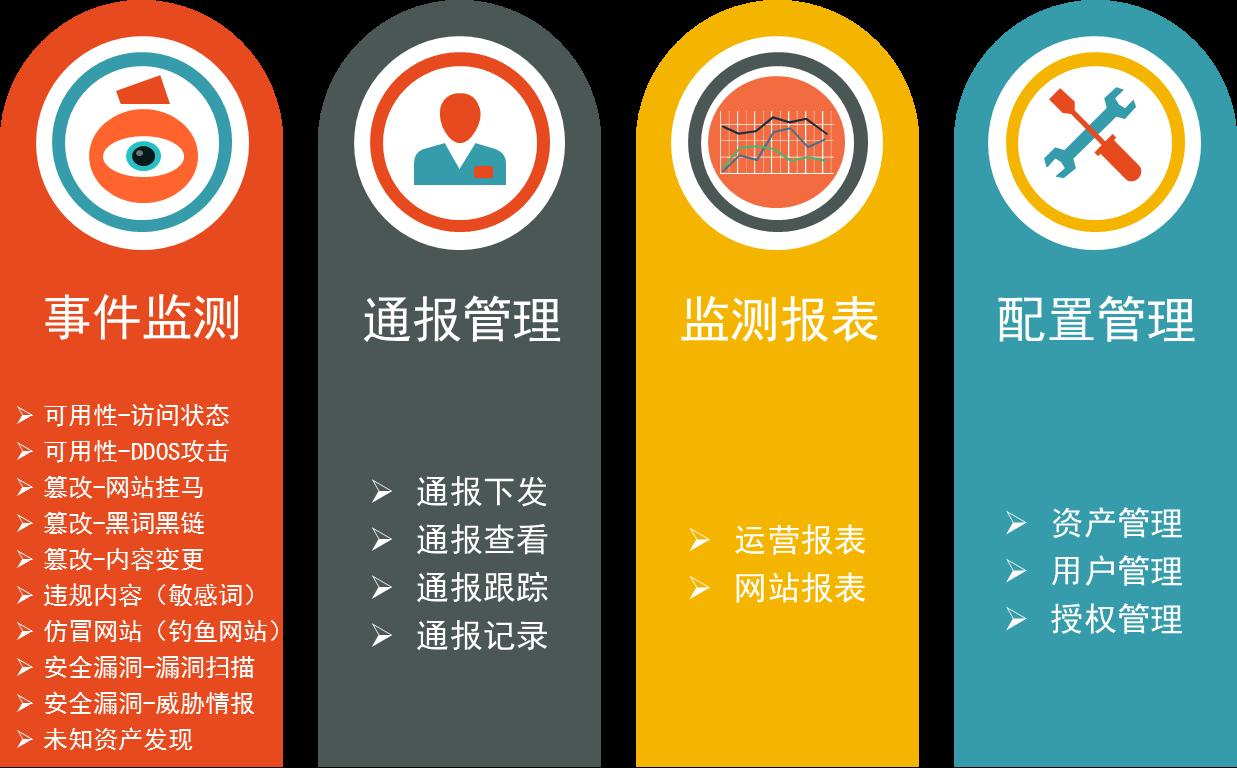 事件监测
➢ 可用性-访问状态
➢ 可用性-DDOS攻击
➢ 篡改-网站挂马
➢ 篡改-黑词黑链
➢ 篡改-内容变更
➢ 违规内容（敏感词）
➢ 仿冒网站（钓鱼网站）
➢ 安全漏洞-漏洞扫描
➢ 安全漏洞-威胁情报
➢ 未知资产发现
通报管理
➢ 通报下发
➢ 通报查看
➢ 通报跟踪
➢ 通报记录
监测报表
➢ 运营报表
➢ 网站报表
配置管理
➢ 资产管理
➢ 用户管理
➢ 授权管理